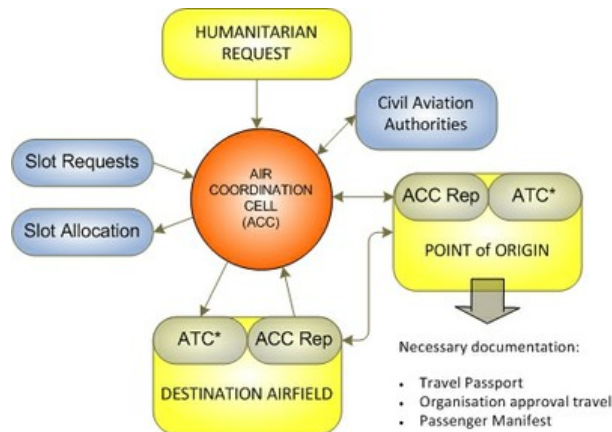 HUMANITARIAN
REQUEST
Civil Aviation
Authorities
Slot Requests
AIR
COORDINATION
CELL
(ACC)
Slot Allocation
ACC Rep
ATC*
POINT of ORIGIN
ATC*
ACC Rep
DESTINATION AIRFIELD
Necessary documentation:
• Travel Passport
• Organisation approval travel
• Passenger Manifest